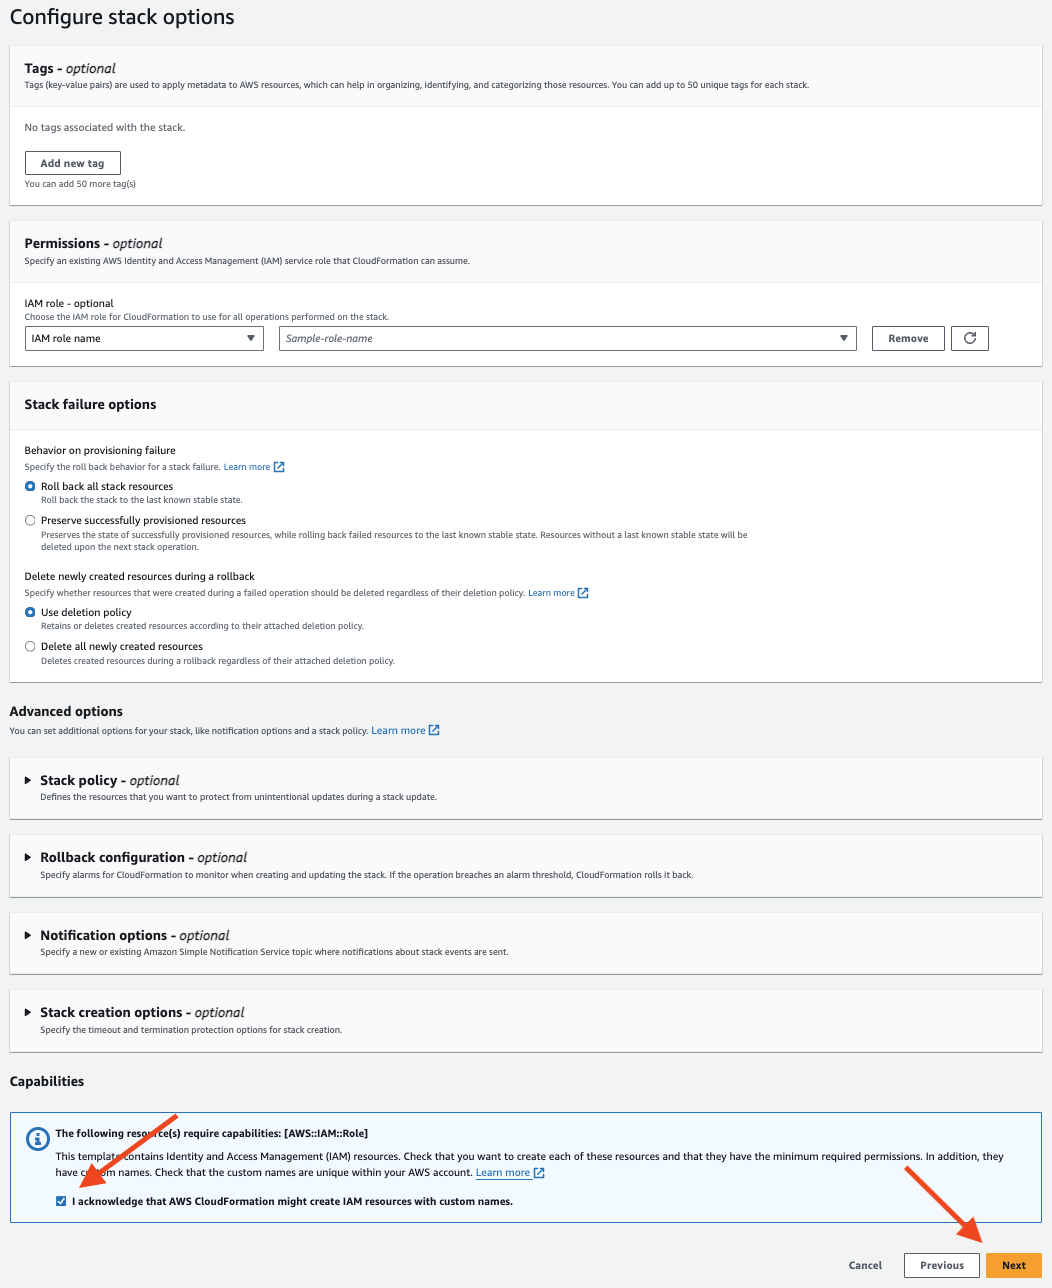 Configure stack options
Tags - optional
Tags (key-value pairs) are used to apply metadata to AWS resources, which can help in organizing, identifying, and categorizing those resources. You can add up to 50 unique tags for each stack.
No tags associated with the stack.
Add new tag
You can add 50 more tag(s)
Permissions - optional
Specify an existing AWS Identity and Access Management (IAM) service role that CloudFormation can assume.
IAM role - optional
Choose the IAM role for CloudFormation to use for all operations performed on the stack.
IAM role name
Sample-role-name
Remove
Stack failure options
Behavior on provisioning failure
Specify the roll back behavior for a stack failure. Learn more
Roll back all stack resources
Roll back the stack to the last known stable state.
Preserve successfully provisioned resources
Preserves the state of successfully provisioned resources, while rolling back failed resources to the last known stable state. Resources without a last known stable state will be
deleted upon the next stack operation.
Delete newly created resources during a rollback
Specify whether resources that were created during a failed operation should be deleted regardless of their deletion policy. Learn more
Use deletion policy
Retains or deletes created resources according to their attached deletion policy.
Delete all newly created resources
Deletes created resources during a rollback regardless of their attached deletion policy.
Advanced options
You can set additional options for your stack, like notification options and a stack policy. Learn more
Stack policy - optional
Defines the resources that you want to protect from unintentional updates during a stack update.
Rollback configuration - optional
Specify alarms for CloudFormation to monitor when creating and updating the stack. If the operation breaches an alarm threshold, CloudFormation rolls it back.
Notification options - optional
Specify a new or existing Amazon Simple Notification Service topic where notifications about stack events are sent.
Stack creation options - optional
Specify the timeout and termination protection options for stack creation.
Capabilities
The following resource(s) require capabilities: [AWS::IAM::Role]
This template contains Identity and Access Management (IAM) resources. Check that you want to create each of these resources and that they have the minimum required permissions. In addition, they
have custom names. Check that the custom names are unique within your AWS account. Learn more
I acknowledge that AWS CloudFormation might create IAM resources with custom names.
Cancel
Previous
Next